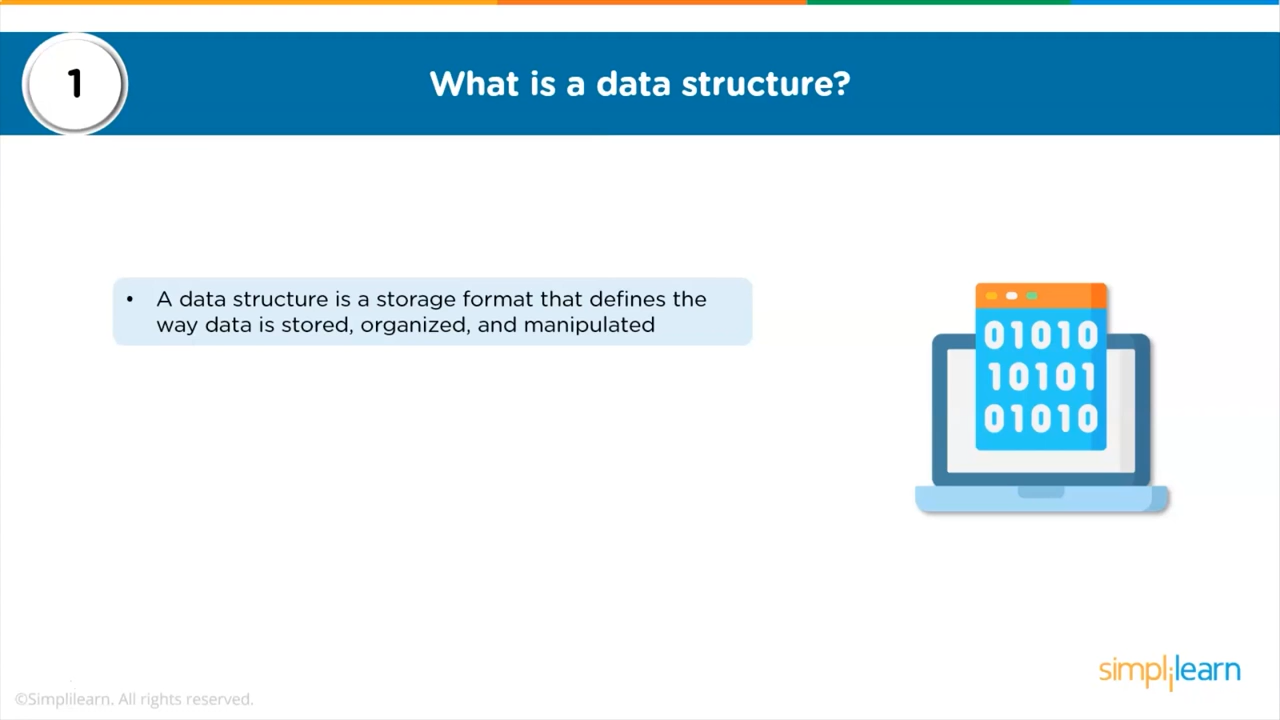 1
What is a data structure?
• A data structure is a storage format that defines the
way data is stored, organized, and manipulated
01010
10101
01010
simplilearn
©Simplilearn. All rights reserved.